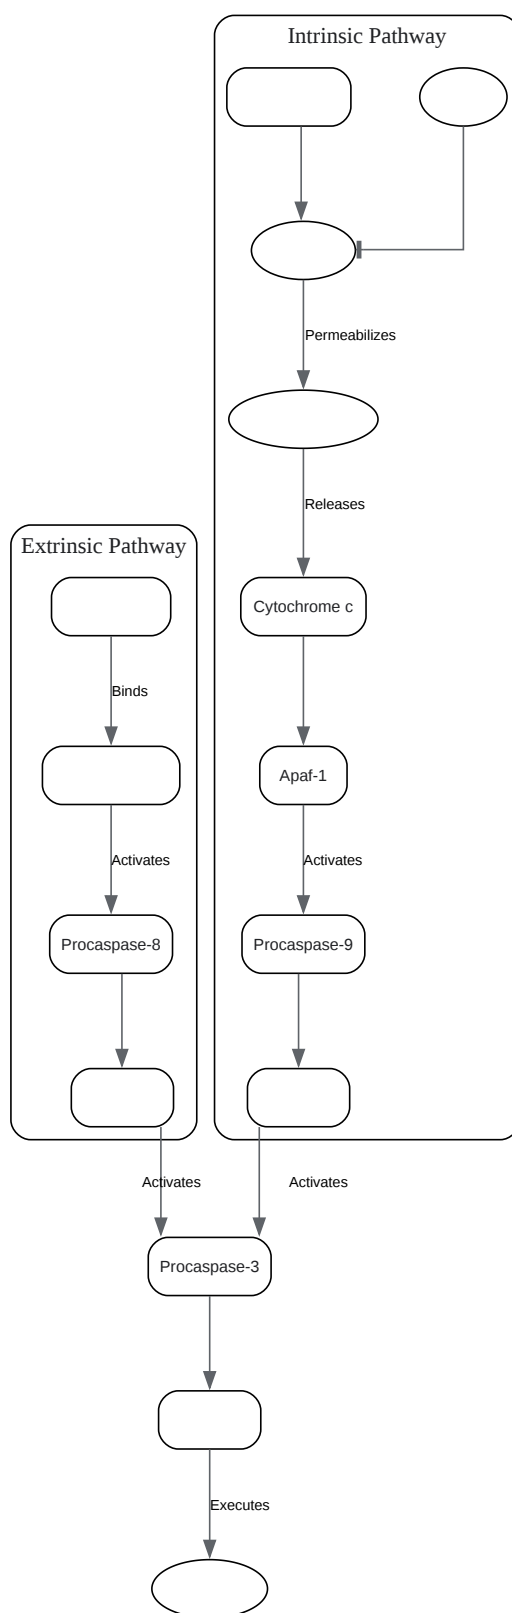 Intrinsic Pathway
Permeabilizes
Releases
Extrinsic Pathway
Cytochrome c
Binds
Apaf-1
Activates
Activates
Procaspase-8
Procaspase-9
Activates
Activates
Procaspase-3
Executes